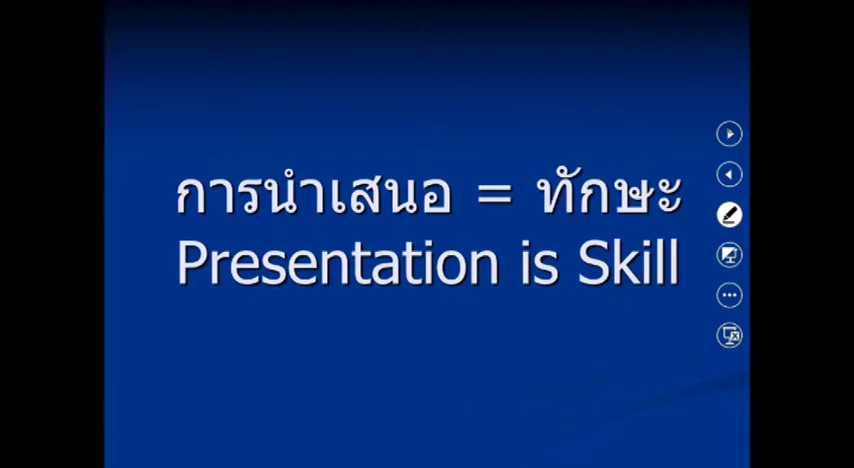 การนำเสนอ = ทักษะ
Presentation is Skill